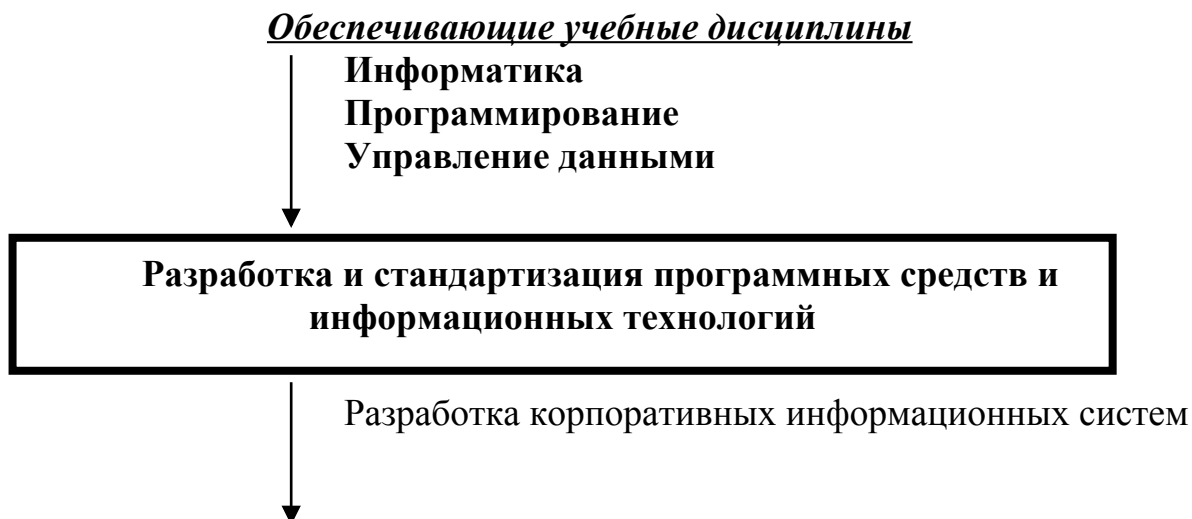 Обеспечивающие учебные дисциплины
Информатика
Программирование
Управление данными
Разработка и стандартизация программных средств и
информационных технологий
Разработка корпоративных информационных систем